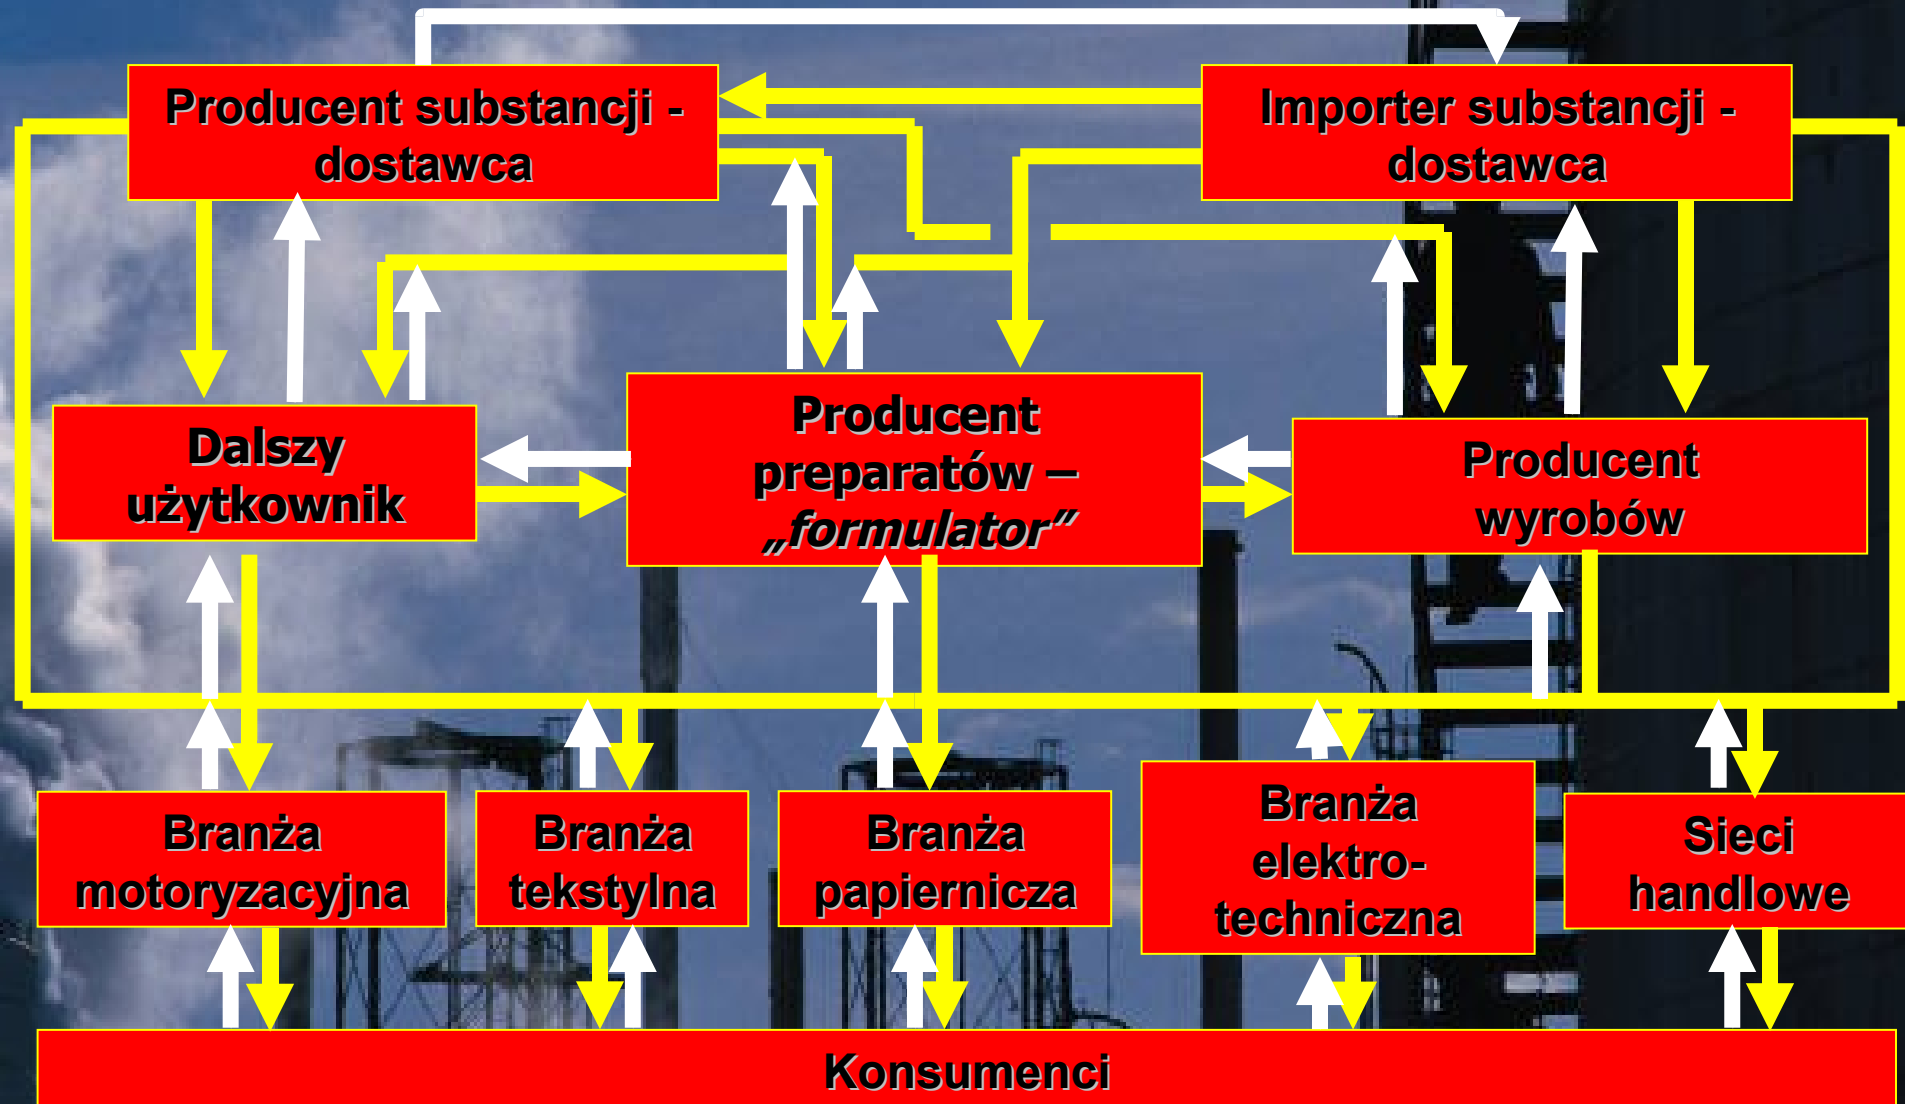 Producent substancji -
dostawca
Importer substancji -
dostawca
Dalszy
użytkownik
Producent
preparatów –
„formulator”
Producent
wyrobów
Branża
motoryzacyjna
Branża
tekstylna
Branża
papiernicza
Branża
elektro-
techniczna
Sieci
handlowe
Konsumenci